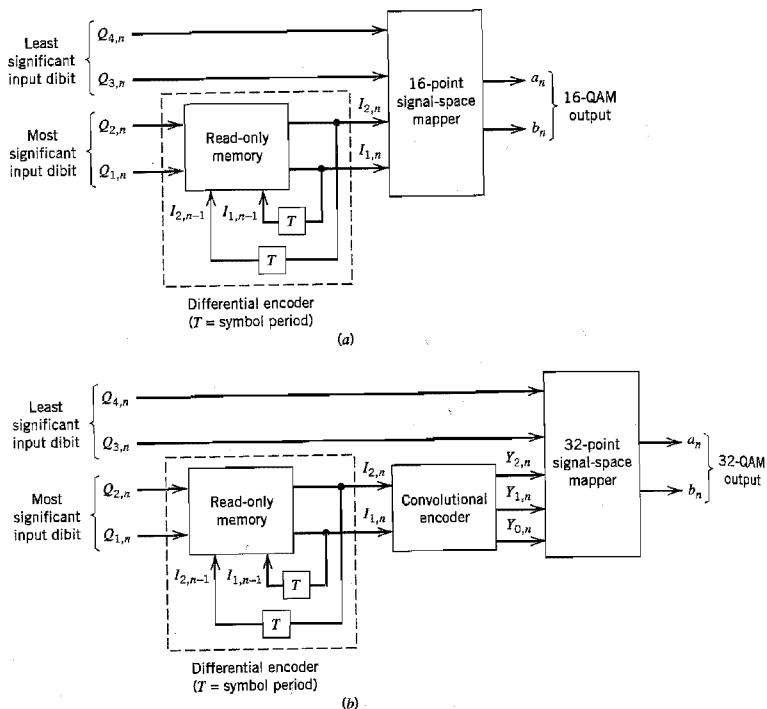 Least
significant
input dibit
Q4,n
Q3,n
Most
significant
input dibit
Q2,n
Q1,n
Read-only
memory
I2,n
I1,n
I2,n−1
I1,n−1
T
T
16-point
signal-space
mapper
an
bn
16-QAM
output
Differential encoder
(T = symbol period)
(a)
Least
significant
input dibit
Q4,n
Q3,n
Most
significant
input dibit
Q2,n
Q1,n
Read-only
memory
I2,n
I1,n
I2,n−1
I1,n−1
T
T
Convolutional
encoder
Y2,n
Y1,n
Y0,n
32-point
signal-space
mapper
an
bn
32-QAM
output
Differential encoder
(T = symbol period)
(b)